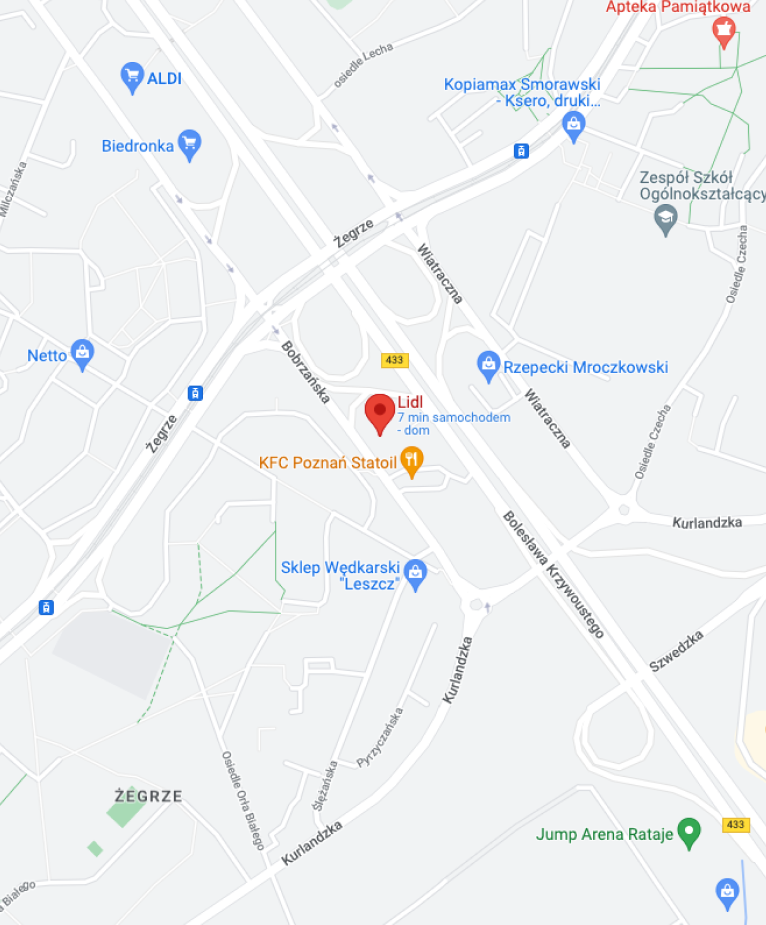 Apteka Pamiątkowa
osiedle Lecha
ALDI
Kopiamax Smorawski
- Ksero, druki...
Biedronka
Milczańska
Zespół Szkół
Ogólnokształcący
Żegrze
Wiatraczna
Osiedle Czecha
Netto
Bobrzańska
433
Rzepecki Mroczkowski
Lidl
7 min samochodem
- dom
Wiatraczna
Żegrze
Osiedle Czecha
KFC Poznań Statoil
Kurlandzka
Bolesława Krzywoustego
Sklep Wędkarski
"Leszcz"
Szwedzka
Kurlandzka
Pyrzyczańska
Ślężańska
Osiedle Orła Białego
ŻEGRZE
433
Jump Arena Rataje
Kurlandzka
a Białego